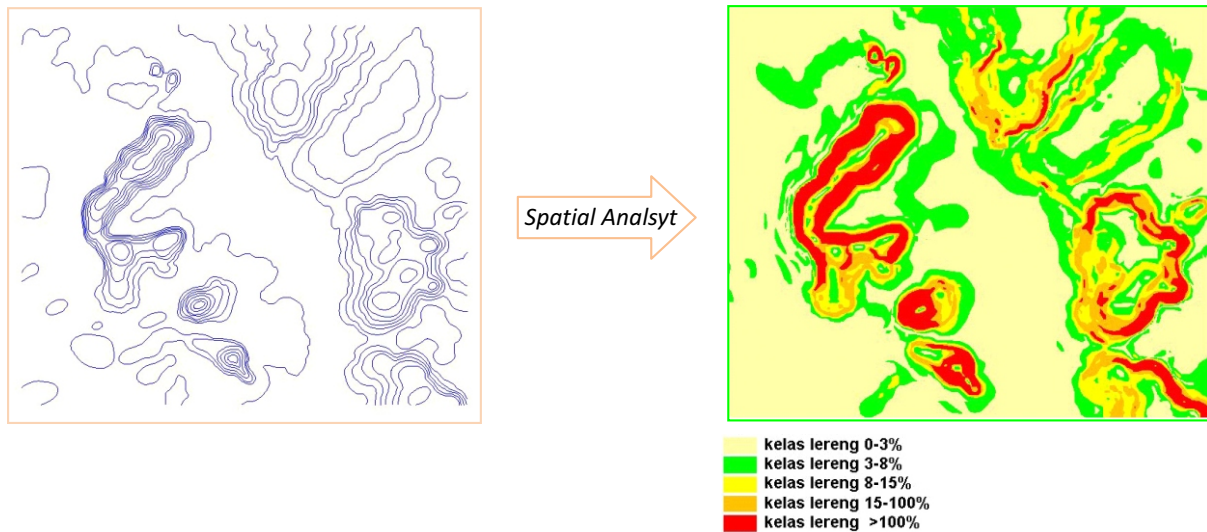 Spatial Analsyt
kelas lereng 0-3%
kelas lereng 3-8%
kelas lereng 8-15%
kelas lereng 15-100%
kelas lereng >100%